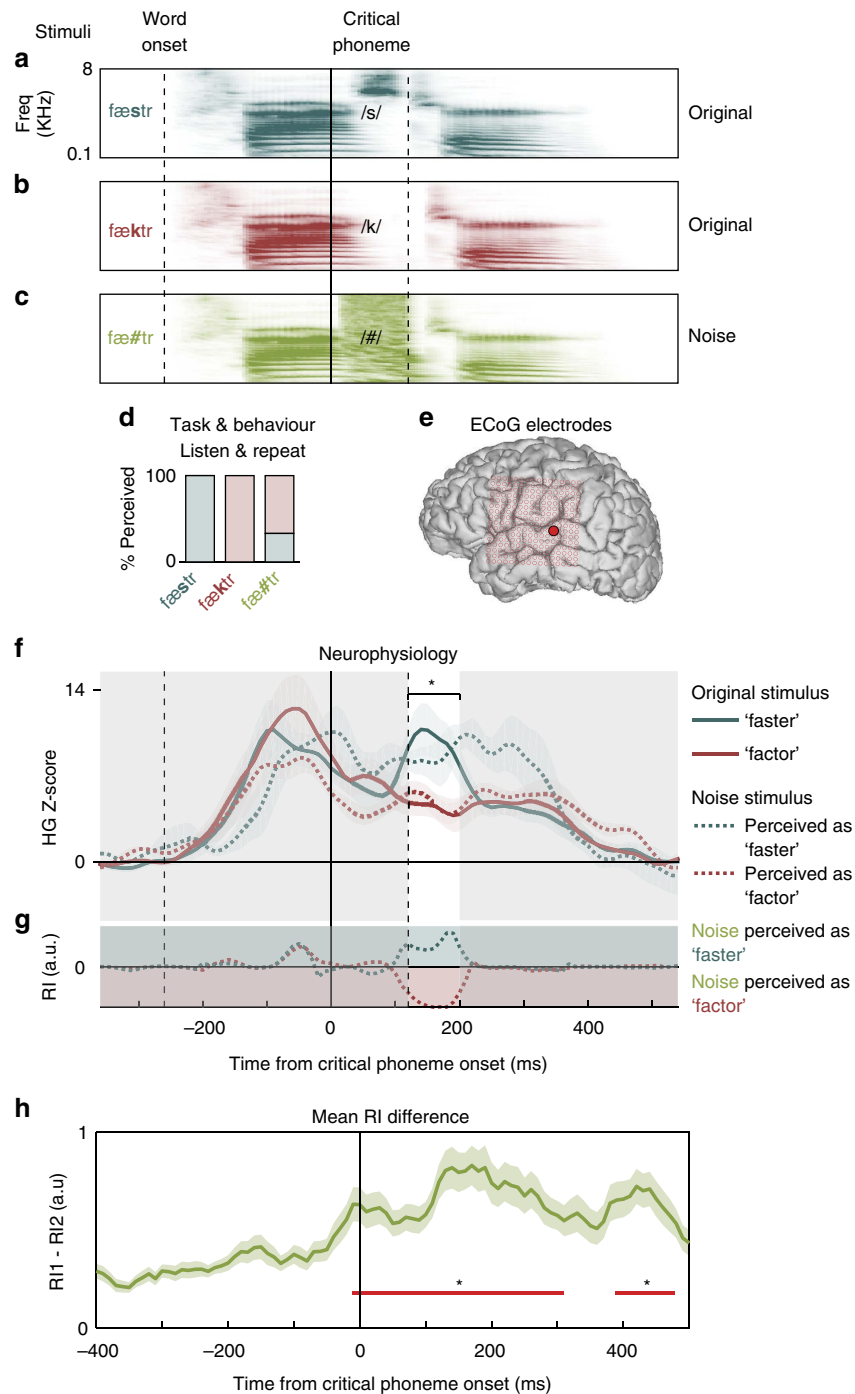 Stimuli
Word
onset
Critical
phoneme
a
8
Freq
(KHz)
0.1
fæstr
/s/
Original
b
fæktr
/k/
Original
c
fæ#tr
/#/
Noise
d
Task & behaviour
Listen & repeat
100
% Perceived
0
fæstr
fæktr
fæ#tr
e
ECoG electrodes
f
Neurophysiology
14
HG Z-score
0
*
Original stimulus
'faster'
'factor'
Noise stimulus
Perceived as
'faster'
Perceived as
'factor'
g
RI (a.u.)
0
Noise perceived as
'faster'
Noise perceived as
'factor'
−200
0
200
400
Time from critical phoneme onset (ms)
h
Mean RI difference
1
RI1 - RI2 (a.u)
0
*
*
−400
−200
0
200
400
Time from critical phoneme onset (ms)